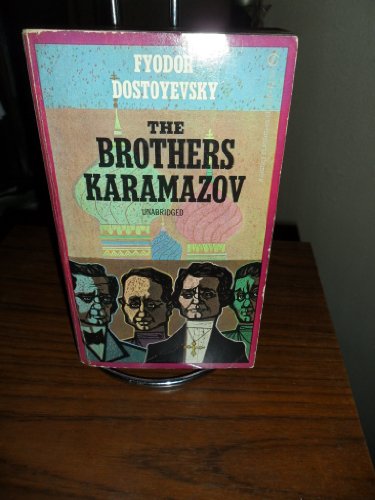 FYODOR
DOSTOYEVSKY
THE
BROTHERS
KARAMAZOV
UNABRIDGED